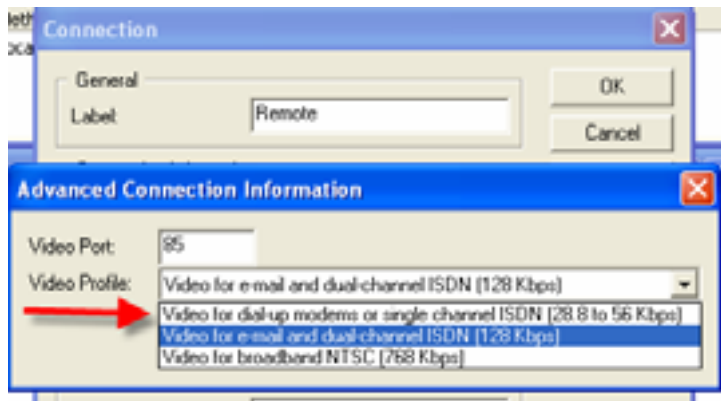 Connection
General
OK
Label:
Remote
Cancel
Advanced Connection Information
Video Port:
85
Video Profile:
Video for e-mail and dual-channel ISDN (128 Kbps)
Video for dial-up modems or single channel ISDN (28.8 to 56 Kbps)
Video for e-mail and dual-channel ISDN (128 Kbps)
Video for broadband NTSC (768 Kbps)